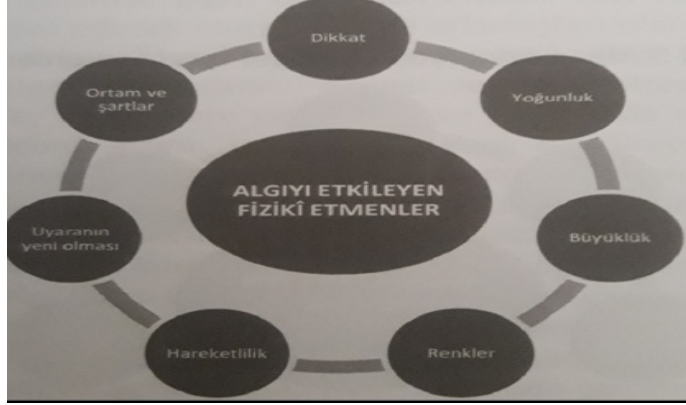 Dikkat
Yoğunluk
Büyüklük
Renkler
Hareketlilik
Uyaranın
yeni olması
Ortam ve
şartlar
ALGIYI ETKİLEYEN
FİZİKÎ ETMENLER